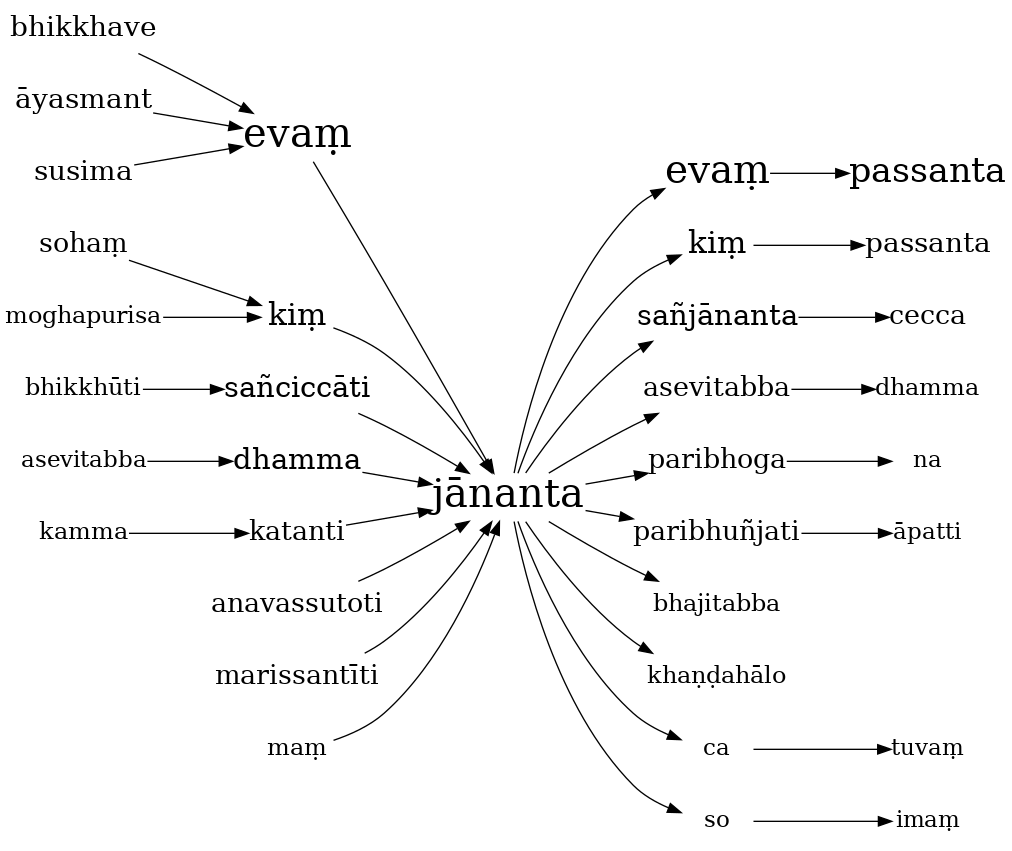 bhikkhave
āyasmant
evaṃ
susima
evaṃ passanta
sohaṃ
kiṃ passanta
moghapurisa kiṃ
sañjānanta cecca
bhikkhūti sañciccāti
asevitabba dhamma
asevitabba dhamma
paribhoga na
jānanta
kamma katanti
paribhuñjati āpatti
anavassutoti
bhajitabba
marissantīti
khaṇḍahālo
maṃ
ca tuvaṃ
so imaṃ